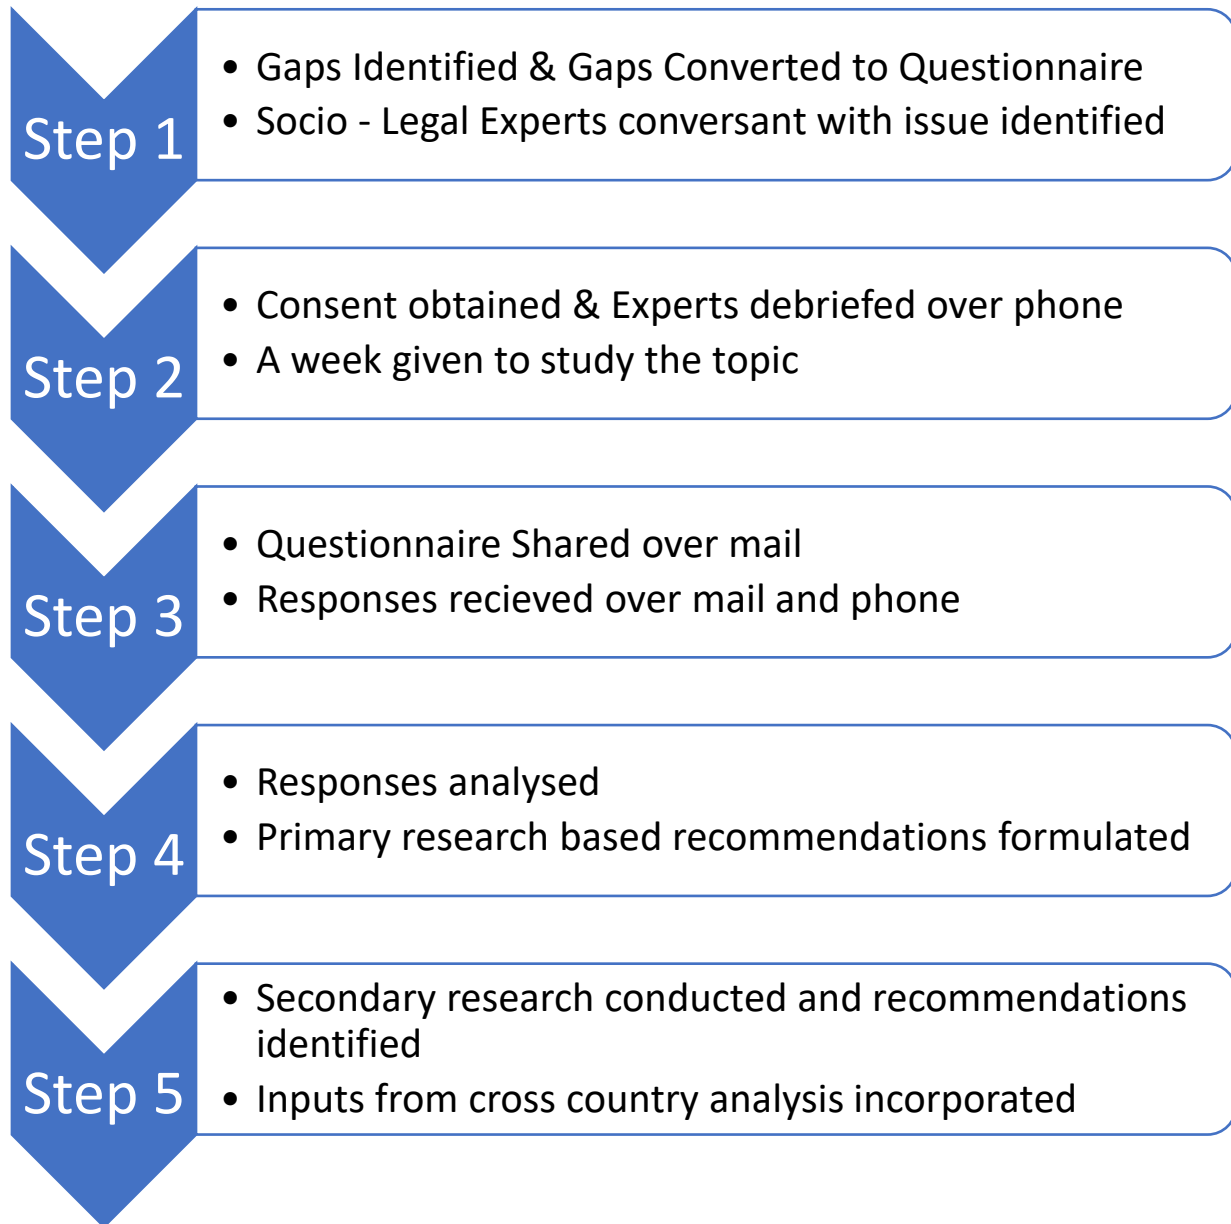 Step 1
• Gaps Identified & Gaps Converted to Questionnaire
• Socio - Legal Experts conversant with issue identified
Step 2
• Consent obtained & Experts debriefed over phone
• A week given to study the topic
Step 3
• Questionnaire Shared over mail
• Responses recieved over mail and phone
Step 4
• Responses analysed
• Primary research based recommendations formulated
Step 5
• Secondary research conducted and recommendations
identified
• Inputs from cross country analysis incorporated